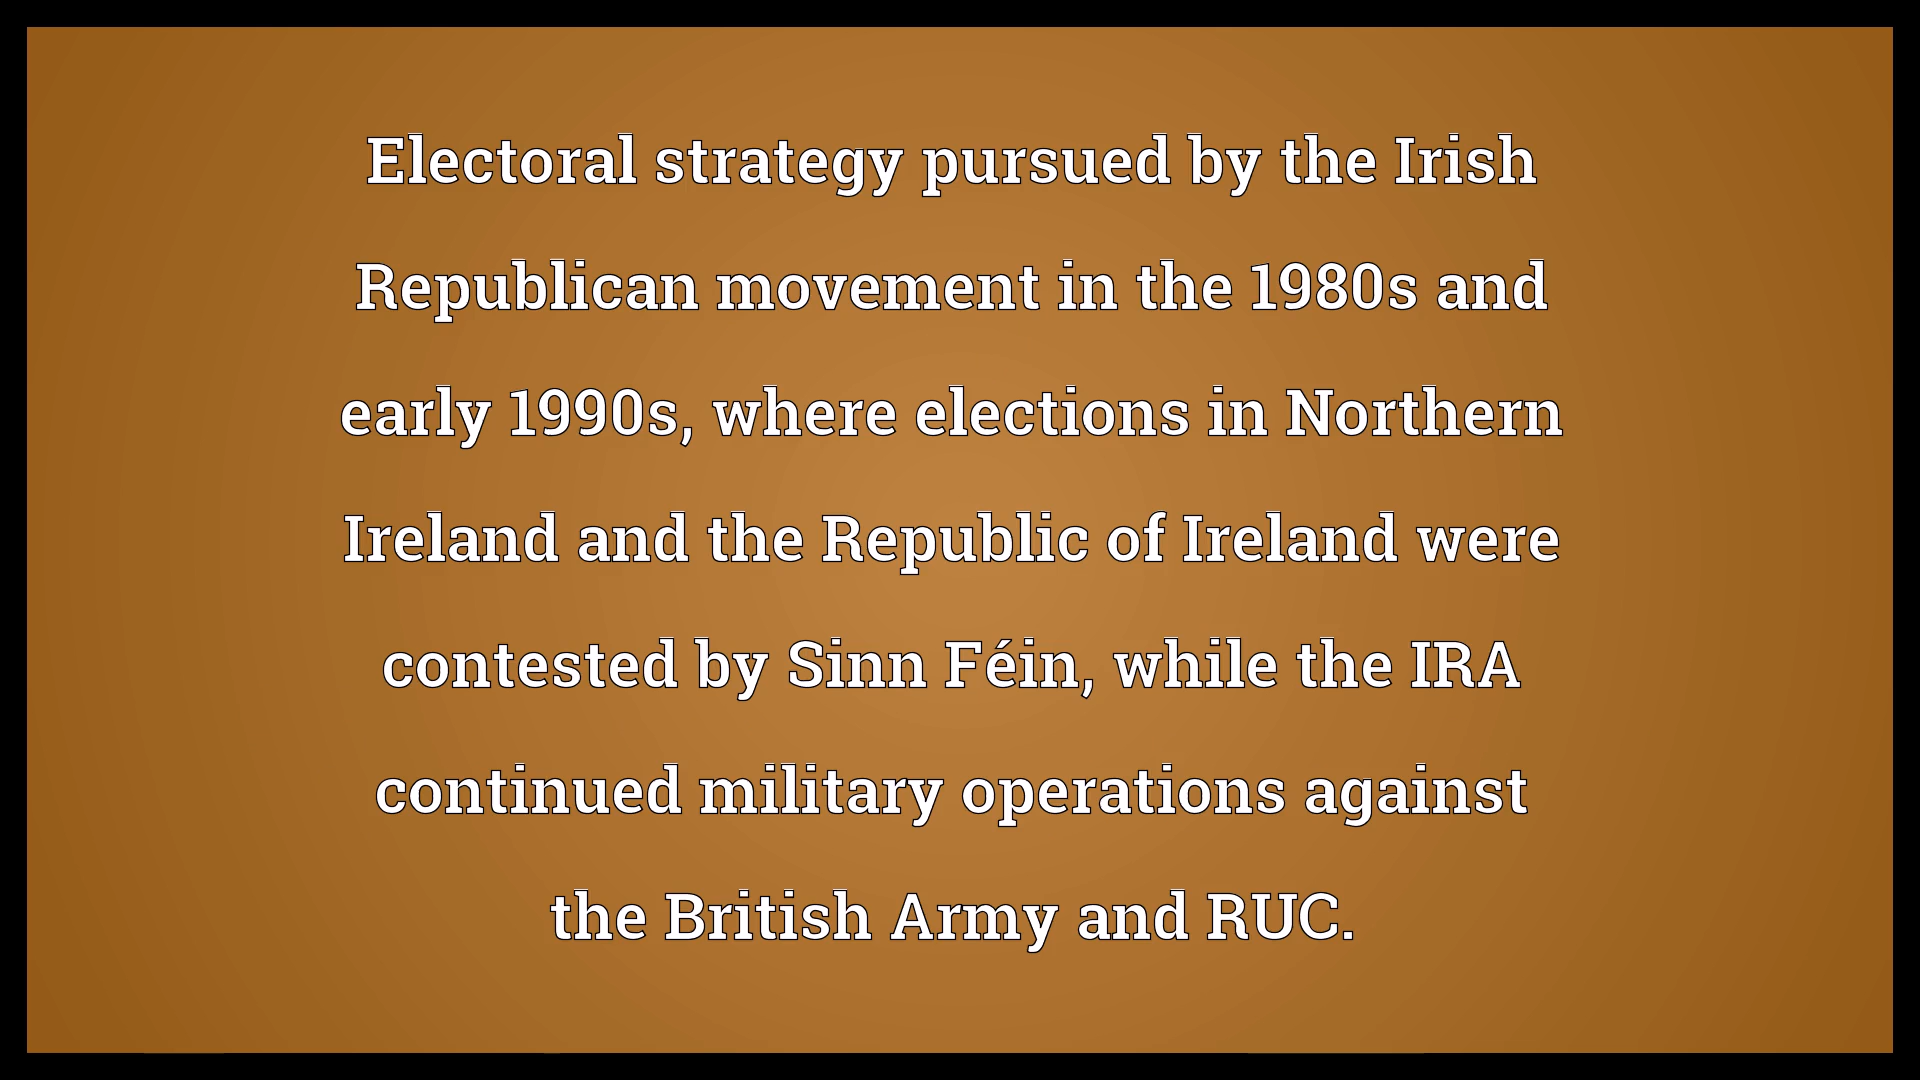 Electoral strategy pursued by the Irish
Republican movement in the 1980s and
early 1990s, where elections in Northern
Ireland and the Republic of Ireland were
contested by Sinn Féin, while the IRA
continued military operations against
the British Army and RUC.